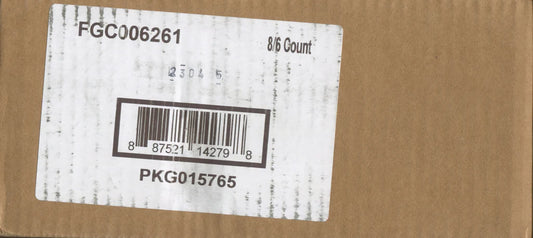 FGC006261
8/6 Count
2304 5
8 87521 14279 8
PKG015765